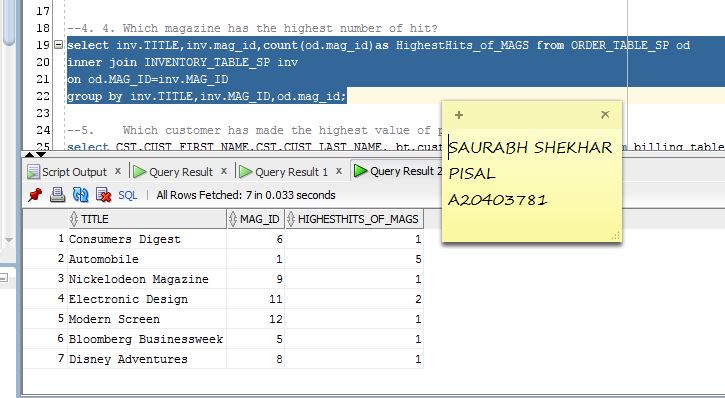 17
18 --4. 4. Which magazine has the highest number of hit?
19 select inv.TITLE,inv.mag_id,count(od.mag_id)as HighestHits_of_MAGS from ORDER_TABLE_SP od
20 inner join INVENTORY_TABLE_SP inv
21 on od.MAG_ID=inv.MAG_ID
22 group by inv.TITLE,inv.MAG_ID,od.mag_id;
23
24 --5. Which customer has made the highest value of p
25 select CST.CUST_FIRST_NAME,CST.CUST_LAST_NAME, bt.cust billing_table
SAURABH SHEKHAR
PISAL
A20403781
Script Output x Query Result x Query Result 1 x Query Result 2
SQL | All Rows Fetched: 7 in 0.033 seconds
TITLE MAG_ID HIGHESTHITS_OF_MAGS
1 Consumers Digest 6 1
2 Automobile 1 5
3 Nickelodeon Magazine 9 1
4 Electronic Design 11 2
5 Modern Screen 12 1
6 Bloomberg Businessweek 5 1
7 Disney Adventures 8 1